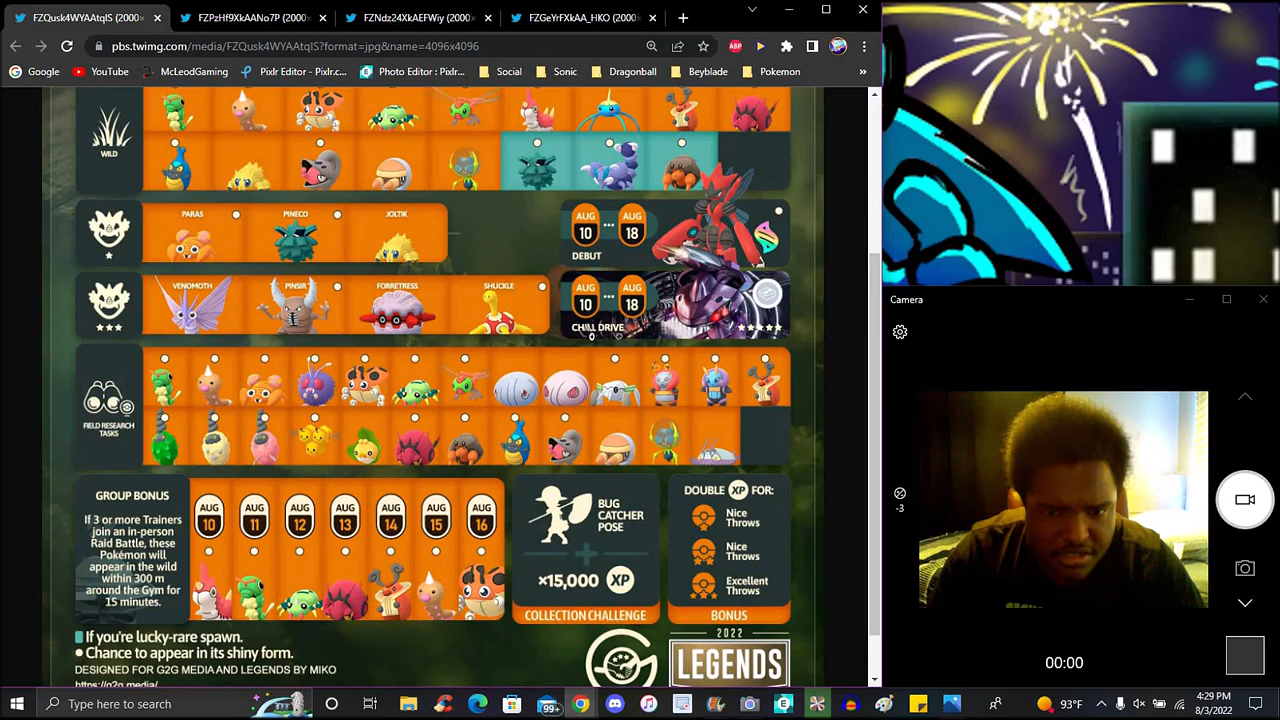 FZQusk4WYAAtqIS (2000×
FZPzHf9XkAANo7P (2000×
FZNdz24XkAEFWiy (2000×
FZGeYrFXkAA_HKO (2000×
pbs.twimg.com/media/FZQusk4WYAAtqIS?format=jpg&name=4096x4096
ABP
Google
YouTube
McLeodGaming
Pixlr Editor - Pixlr.c...
Photo Editor : Pixlr...
Social
Sonic
Dragonball
Beyblade
Pokemon
»
WILD
PARAS
PINECO
JOLTIK
AUG 10 ··· AUG 18
DEBUT
VENOMOTH
PINSIR
FORRETRESS
SHUCKLE
AUG 10 ··· AUG 18
CHILL DRIVE
FIELD RESEARCH
TASKS
GROUP BONUS
If 3 or more Trainers
join an in-person
Raid Battle, these
Pokémon will
appear in the wild
within 300 m
around the Gym for
15 minutes.
AUG 10
AUG 11
AUG 12
AUG 13
AUG 14
AUG 15
AUG 16
BUG
CATCHER
POSE
×15,000 XP
COLLECTION CHALLENGE
DOUBLE XP FOR:
Nice
Throws
Nice
Throws
Excellent
Throws
BONUS
If you're lucky-rare spawn.
Chance to appear in its shiny form.
DESIGNED FOR G2G MEDIA AND LEGENDS BY MIKO
https://g2g.media/
2022
LEGENDS
Camera
-3
00:00
Type here to search
99+
93°F
4:29 PM
8/3/2022